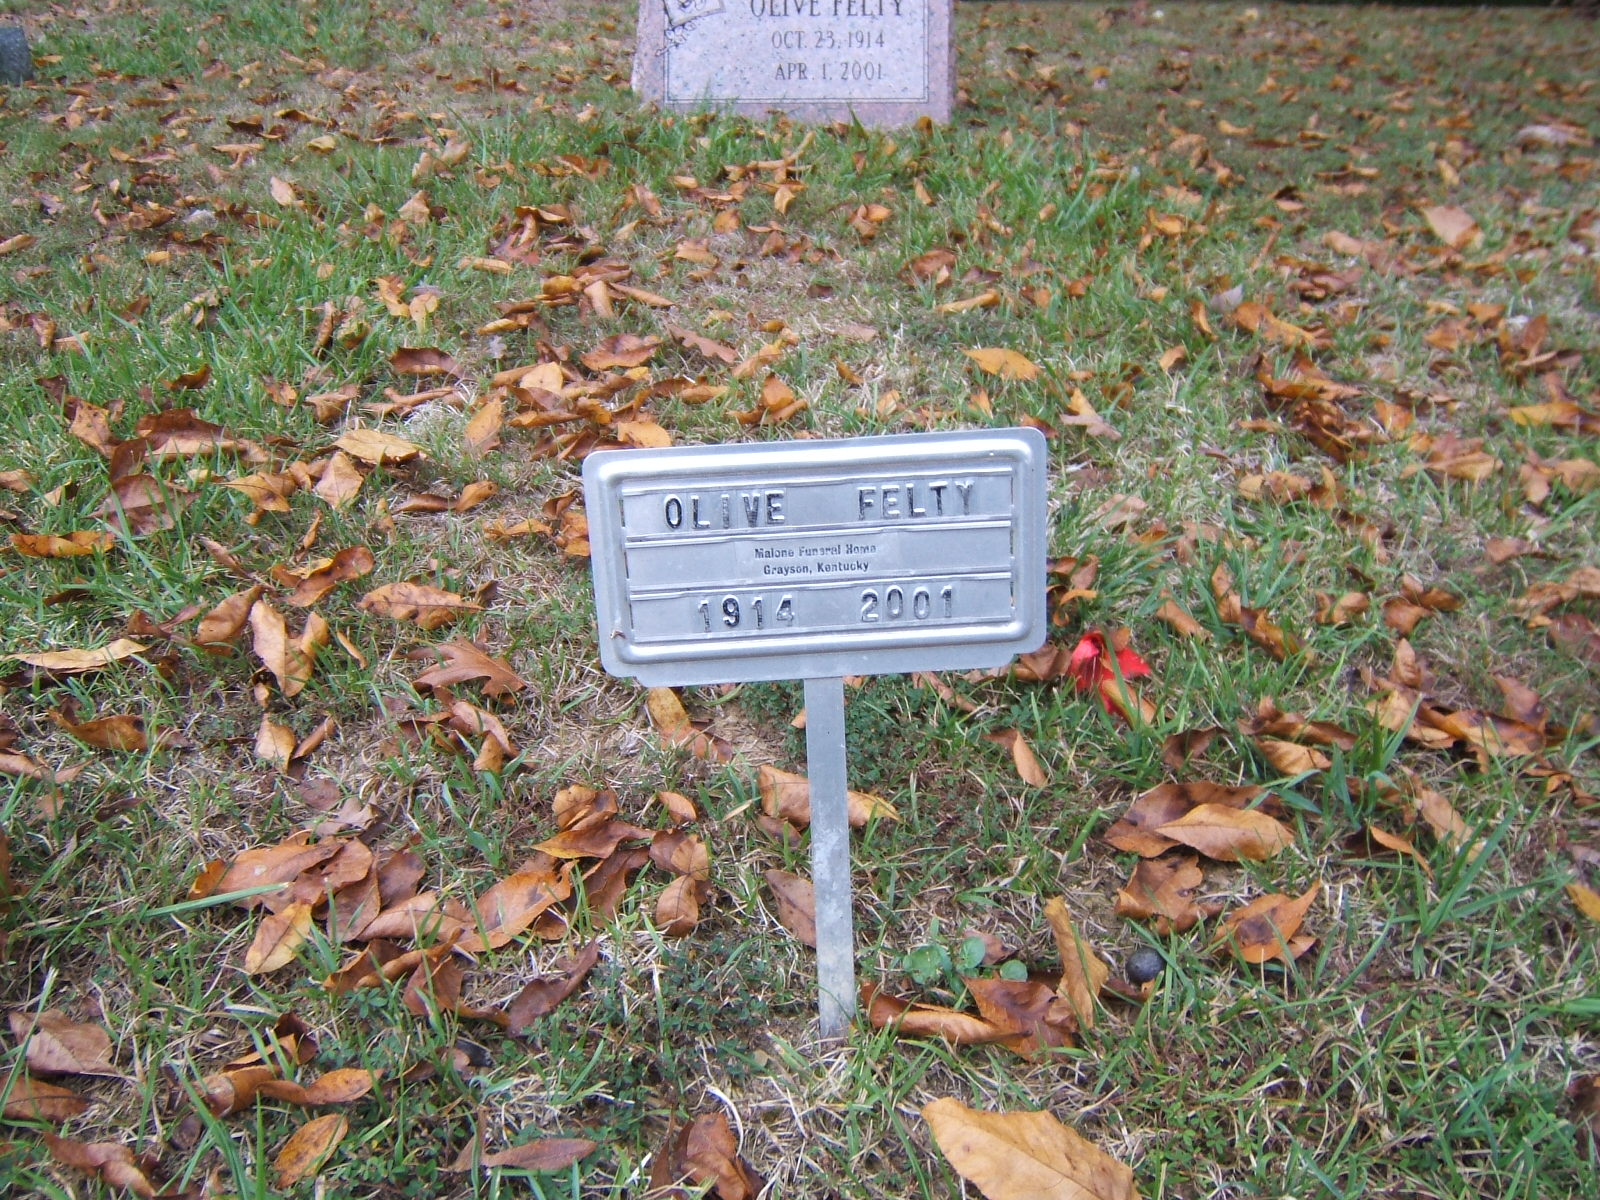 OLIVE FELTY
OCT. 23, 1914
APR. 1, 2001
OLIVE FELTY
Malone Funeral Home
Grayson, Kentucky
1914 2001